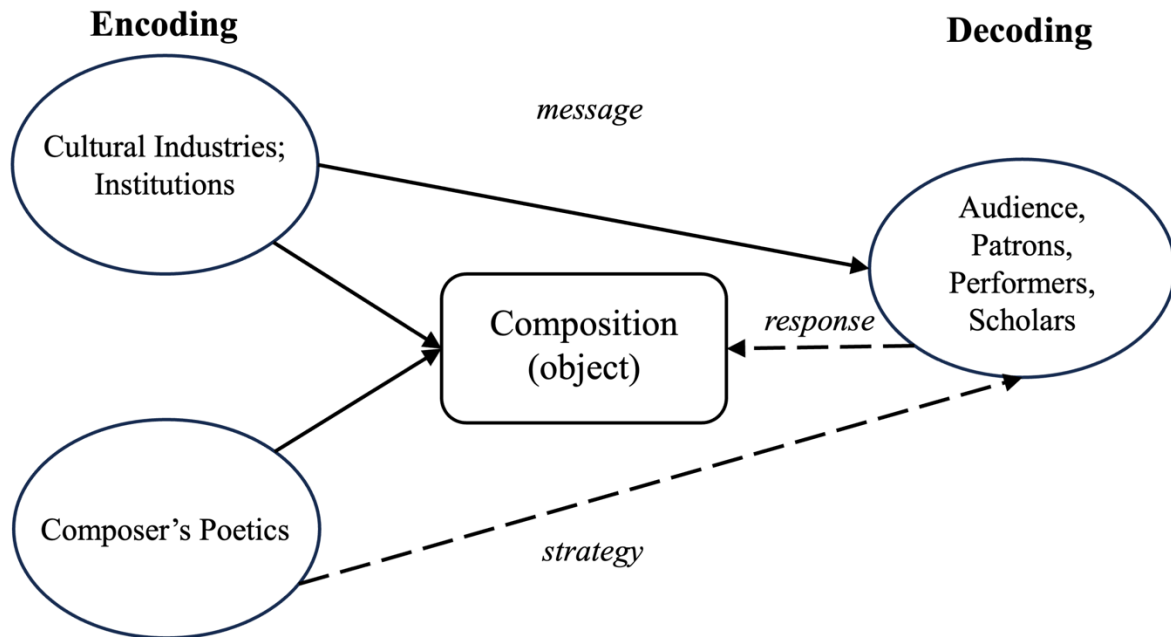 Encoding
Decoding
Cultural Industries;
Institutions
message
Audience,
Patrons,
Performers,
Scholars
Composition
(object)
response
Composer’s Poetics
strategy